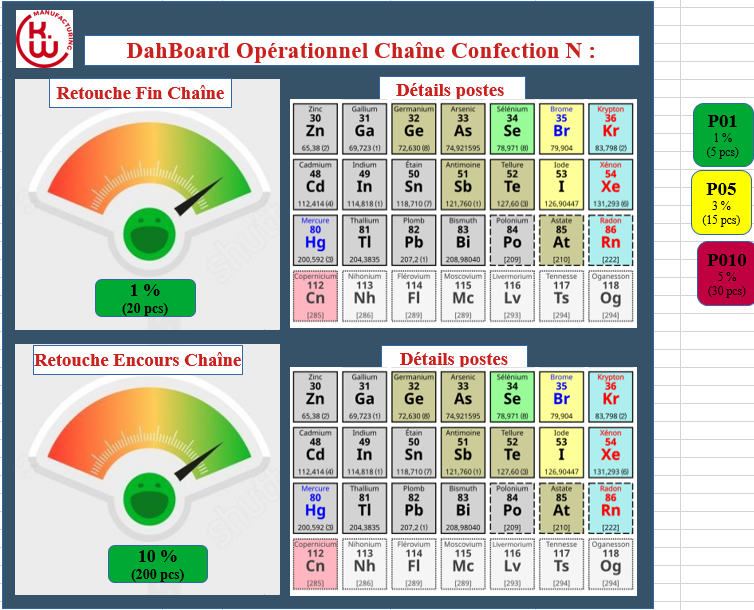 MANUFACTURING
KW
DahBoard Opérationnel Chaîne Confection N :
Retouche Fin Chaîne
1 %
(20 pcs)
Détails postes
Zinc Gallium Germanium Arsenic Sélénium Brome Krypton
30 31 32 33 34 35 36
Zn Ga Ge As Se Br Kr
65,38 (2) 69,723 (1) 72,630 (8) 74,921595 78,971 (8) 79,904 83,798 (2)
Cadmium Indium Étain Antimoine Tellure Iode Xénon
48 49 50 51 52 53 54
Cd In Sn Sb Te I Xe
112,414 (4) 114,818 (1) 118,710 (7) 121,760 (1) 127,60 (3) 126,90447 131,293 (6)
Mercure Thallium Plomb Bismuth Polonium Astate Radon
80 81 82 83 84 85 86
Hg Tl Pb Bi Po At Rn
200,592 (3) 204,3835 207,2 (1) 208,98040 [209] [210] [222]
Copernicium Nihonium Flérovium Moscovium Livermorium Tennesse Oganesson
112 113 114 115 116 117 118
Cn Nh Fl Mc Lv Ts Og
[285] [286] [289] [289] [293] [294] [294]
P01
1 %
(5 pcs)
P05
3 %
(15 pcs)
P010
5 %
(30 pcs)
Retouche Encours Chaîne
10 %
(200 pcs)
Détails postes
Zinc Gallium Germanium Arsenic Sélénium Brome Krypton
30 31 32 33 34 35 36
Zn Ga Ge As Se Br Kr
65,38 (2) 69,723 (1) 72,630 (8) 74,921595 78,971 (8) 79,904 83,798 (2)
Cadmium Indium Étain Antimoine Tellure Iode Xénon
48 49 50 51 52 53 54
Cd In Sn Sb Te I Xe
112,414 (4) 114,818 (1) 118,710 (7) 121,760 (1) 127,60 (3) 126,90447 131,293 (6)
Mercure Thallium Plomb Bismuth Polonium Astate Radon
80 81 82 83 84 85 86
Hg Tl Pb Bi Po At Rn
200,592 (3) 204,3835 207,2 (1) 208,98040 [209] [210] [222]
Copernicium Nihonium Flérovium Moscovium Livermorium Tennesse Oganesson
112 113 114 115 116 117 118
Cn Nh Fl Mc Lv Ts Og
[285] [286] [289] [289] [293] [294] [294]